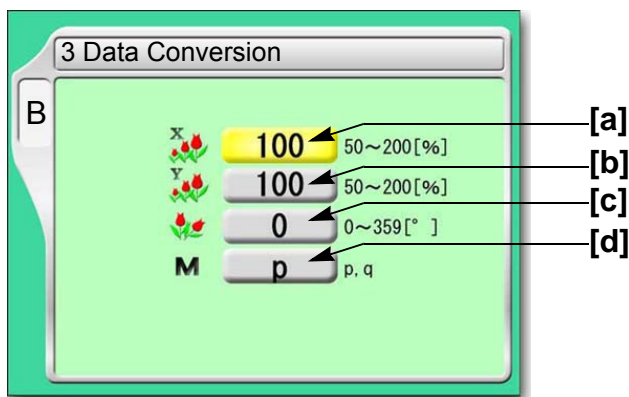 3 Data Conversion
B
X 100 50～200[%] [a]
Y 100 50～200[%] [b]
0 0～359[° ] [c]
M p p,q [d]